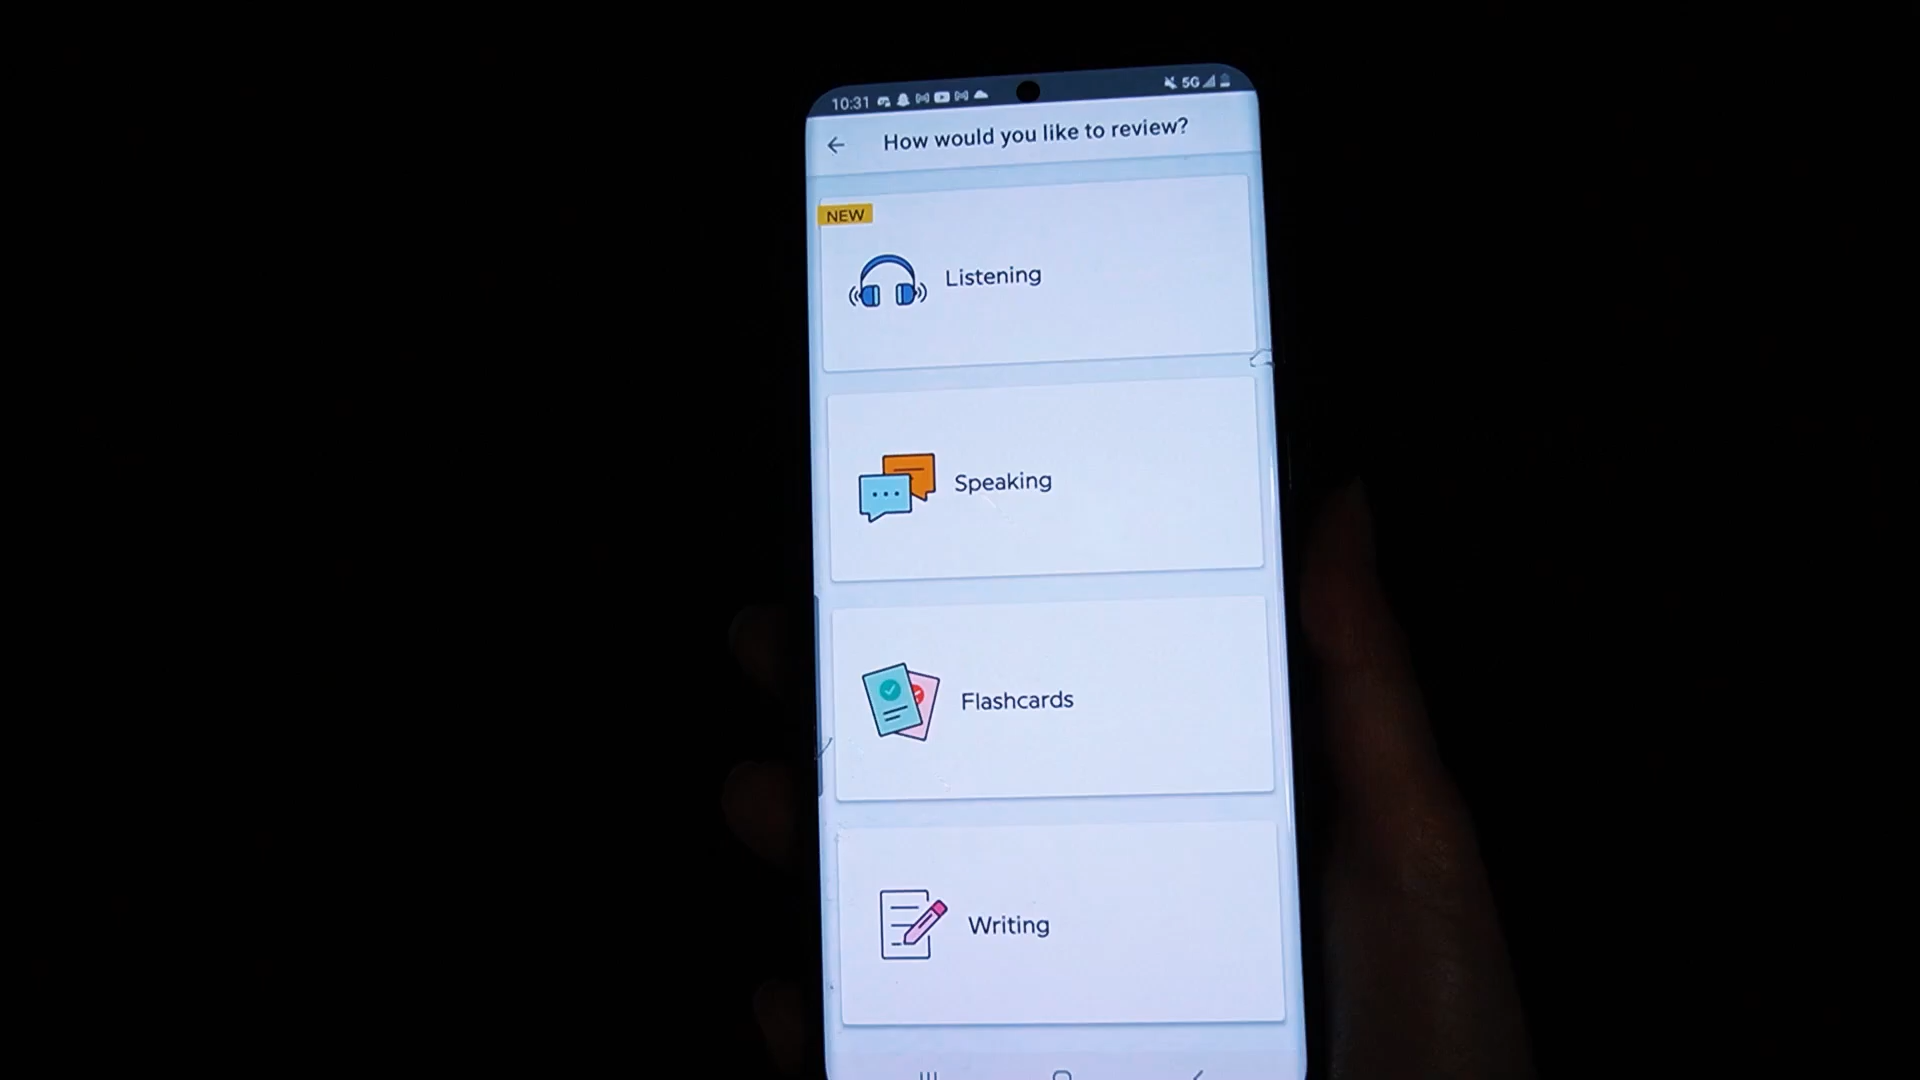 10:31
5G
How would you like to review?
NEW
Listening
Speaking
Flashcards
Writing